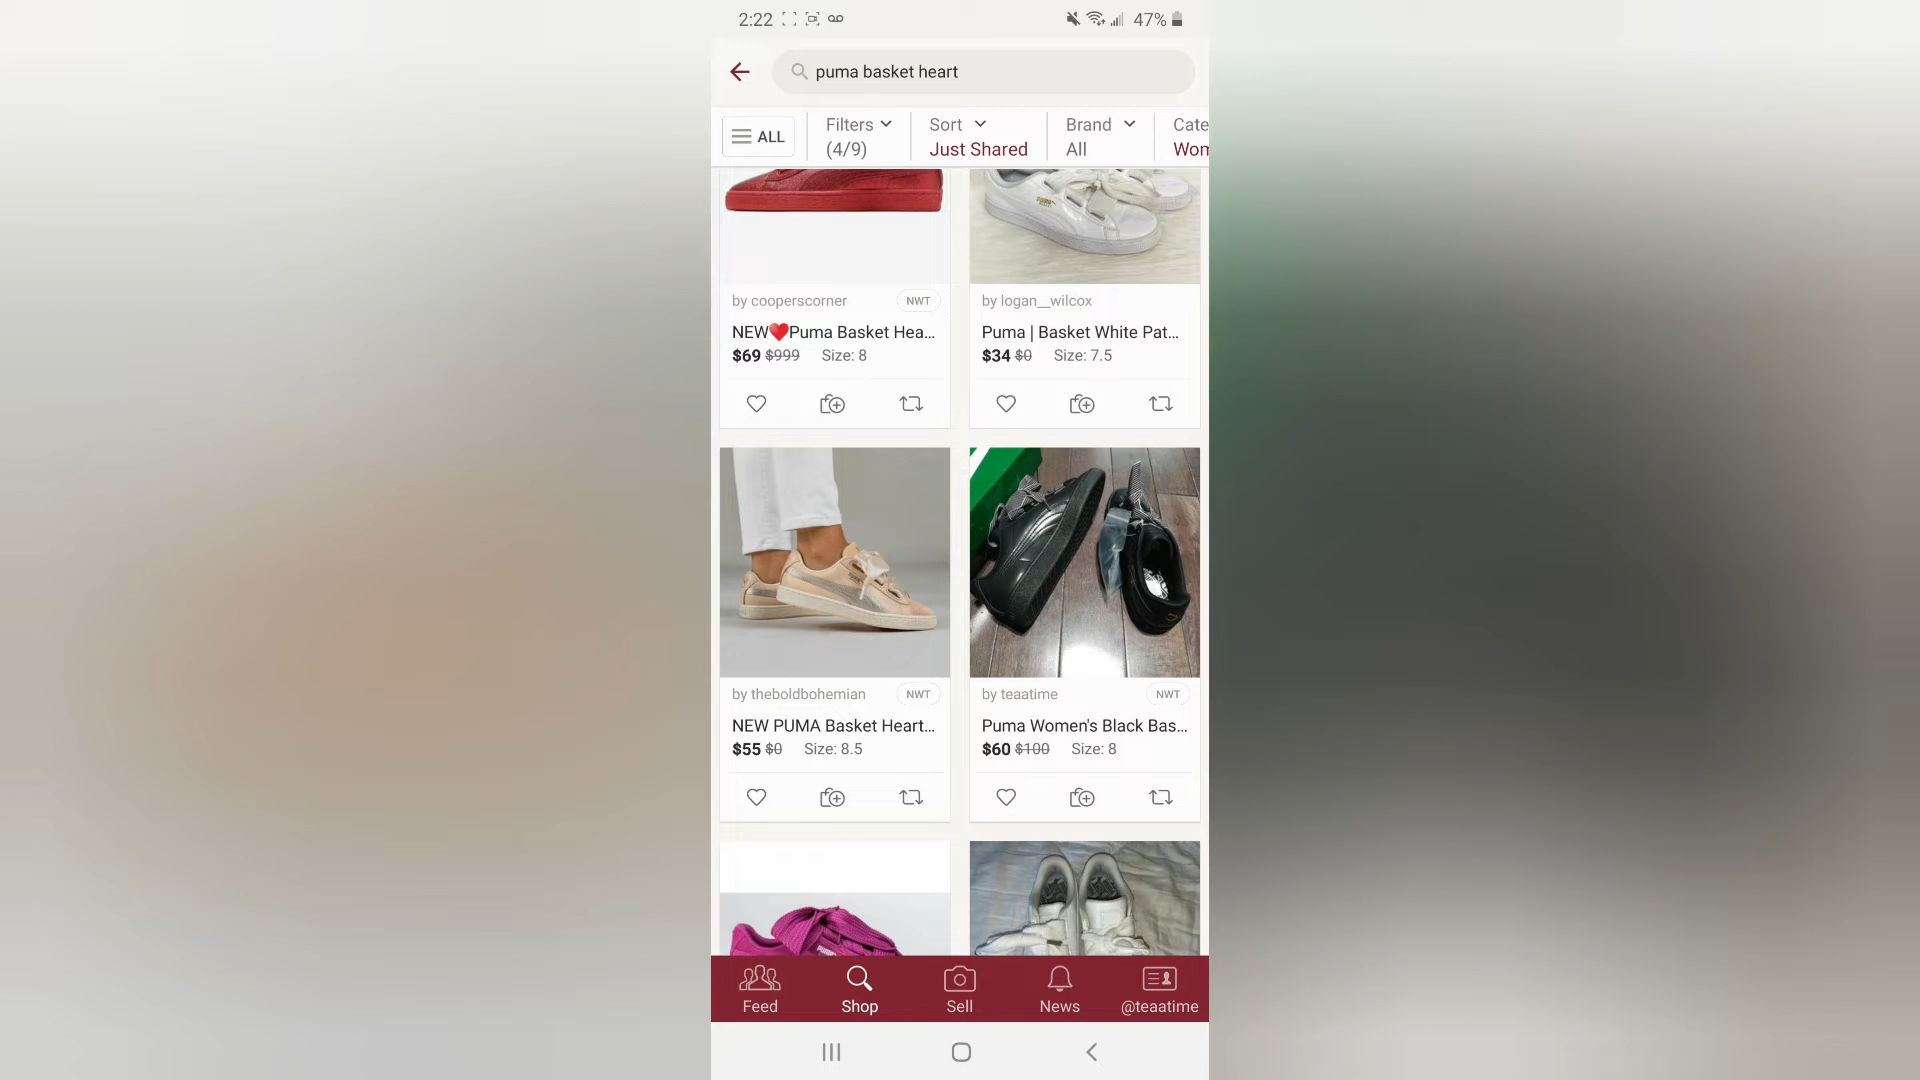 2:22
47%
puma basket heart
ALL
Filters
(4/9)
Sort
Just Shared
Brand
All
Cate
Wom
by cooperscorner
NWT
NEW❤Puma Basket Hea...
$69 $999 Size: 8
by logan__wilcox
Puma | Basket White Pat...
$34 $0 Size: 7.5
by theboldbohemian
NWT
NEW PUMA Basket Heart...
$55 $0 Size: 8.5
by teaatime
NWT
Puma Women's Black Bas...
$60 $100 Size: 8
Feed
Shop
Sell
News
@teaatime